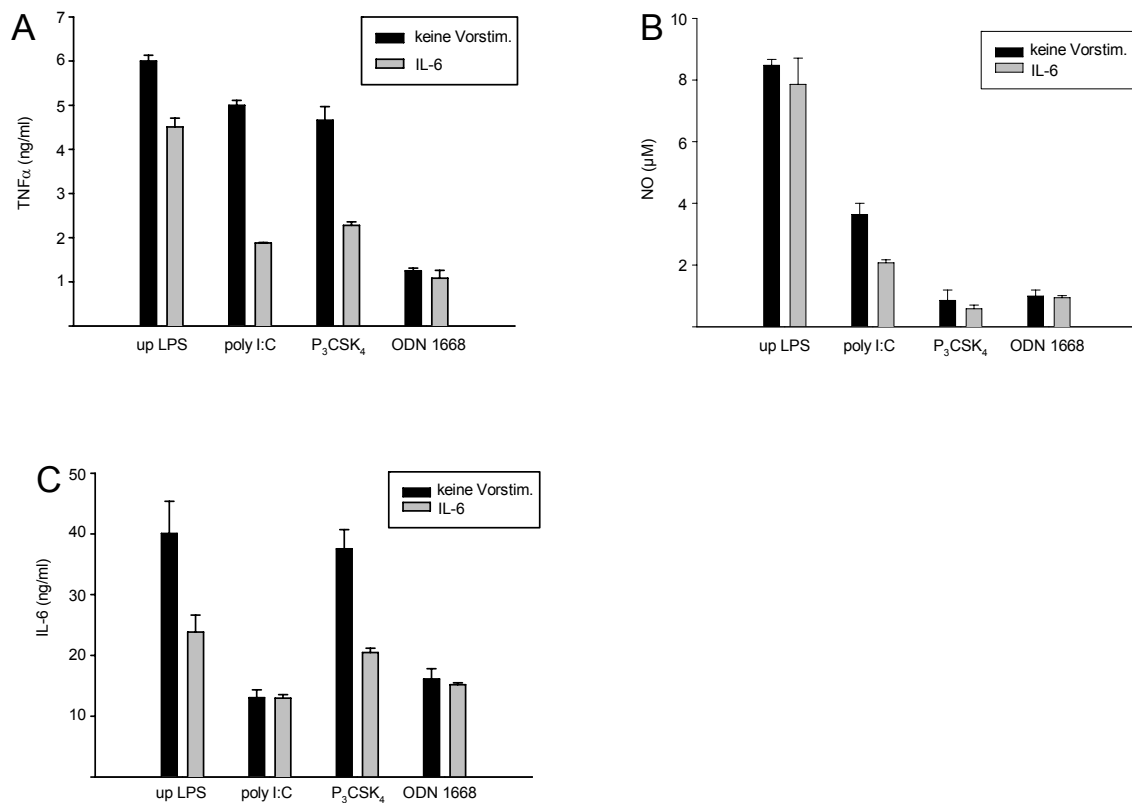 A
7
6
5
4
3
2
1
TNFα (ng/ml)
keine Vorstim.
IL-6
up LPS poly I:C P₃CSK₄ ODN 1668
B
10
8
6
4
2
NO (µM)
keine Vorstim.
IL-6
up LPS poly I:C P₃CSK₄ ODN 1668
C
50
40
30
20
10
IL-6 (ng/ml)
keine Vorstim.
IL-6
up LPS poly I:C P₃CSK₄ ODN 1668